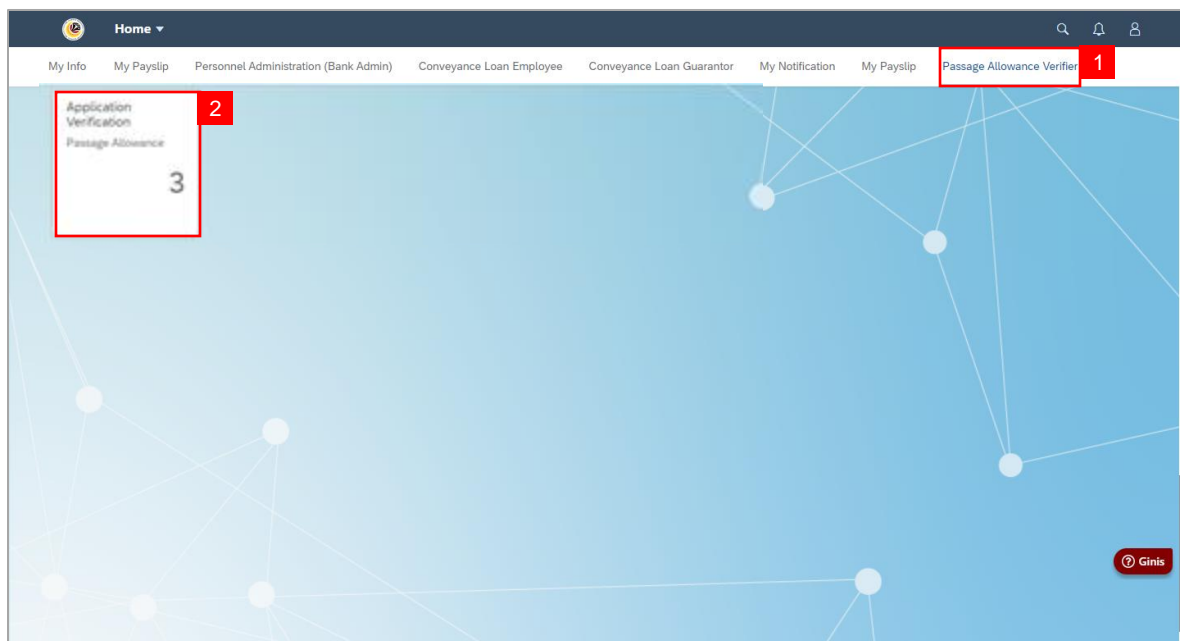 Home
My Info My Payslip Personnel Administration (Bank Admin) Conveyance Loan Employee Conveyance Loan Guarantor My Notification My Payslip Passage Allowance Verifier 1
Application
Verification
2
Passage Allowance
3
Ginis